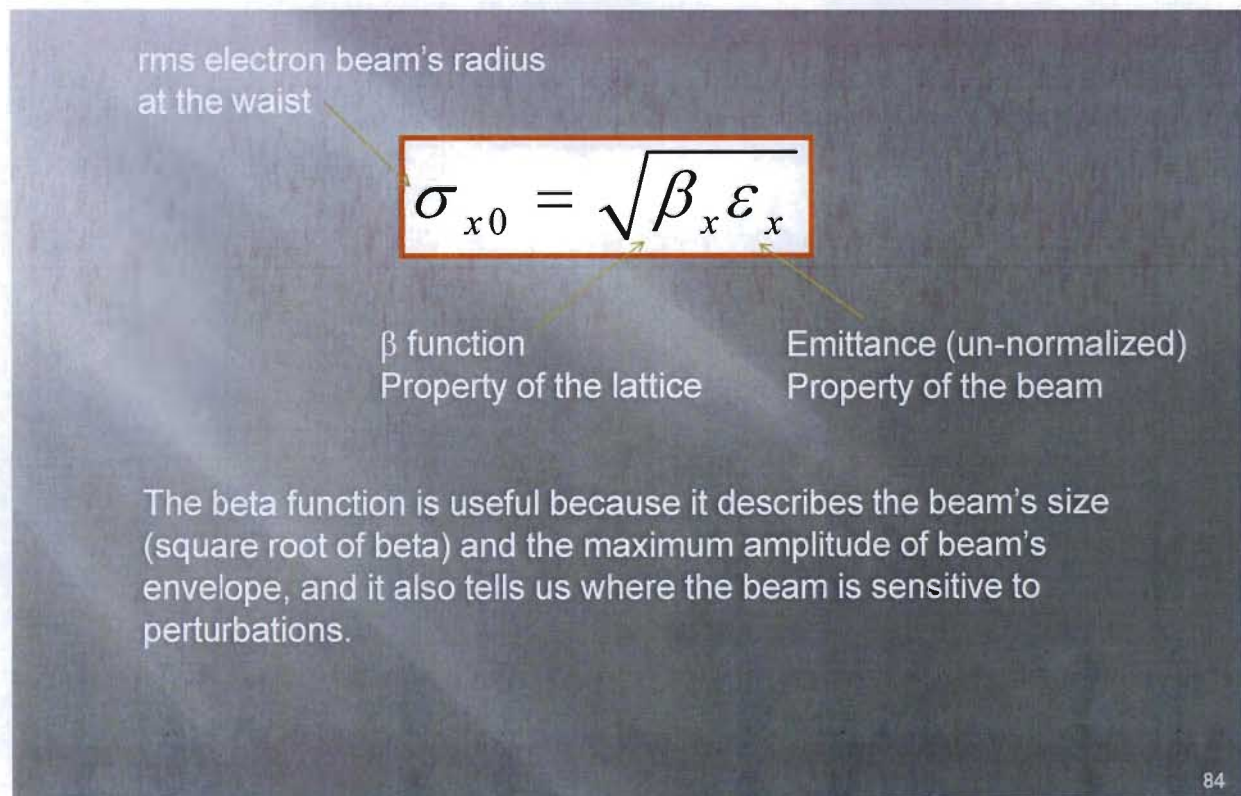 rms electron beam's radius
at the waist
σx0 = √βxεx
β function
Property of the lattice
Emittance (un-normalized)
Property of the beam
The beta function is useful because it describes the beam's size
(square root of beta) and the maximum amplitude of beam's
envelope, and it also tells us where the beam is sensitive to
perturbations.
84